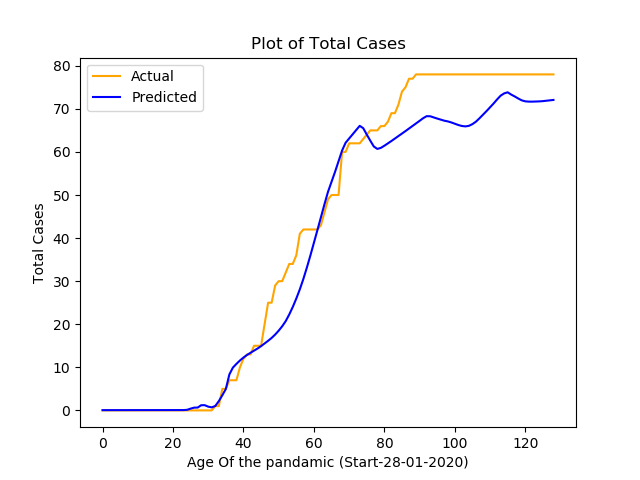 Plot of Total Cases
Actual
Predicted
80
70
60
50
40
30
20
10
0
Total Cases
0 20 40 60 80 100 120
Age Of the pandamic (Start-28-01-2020)